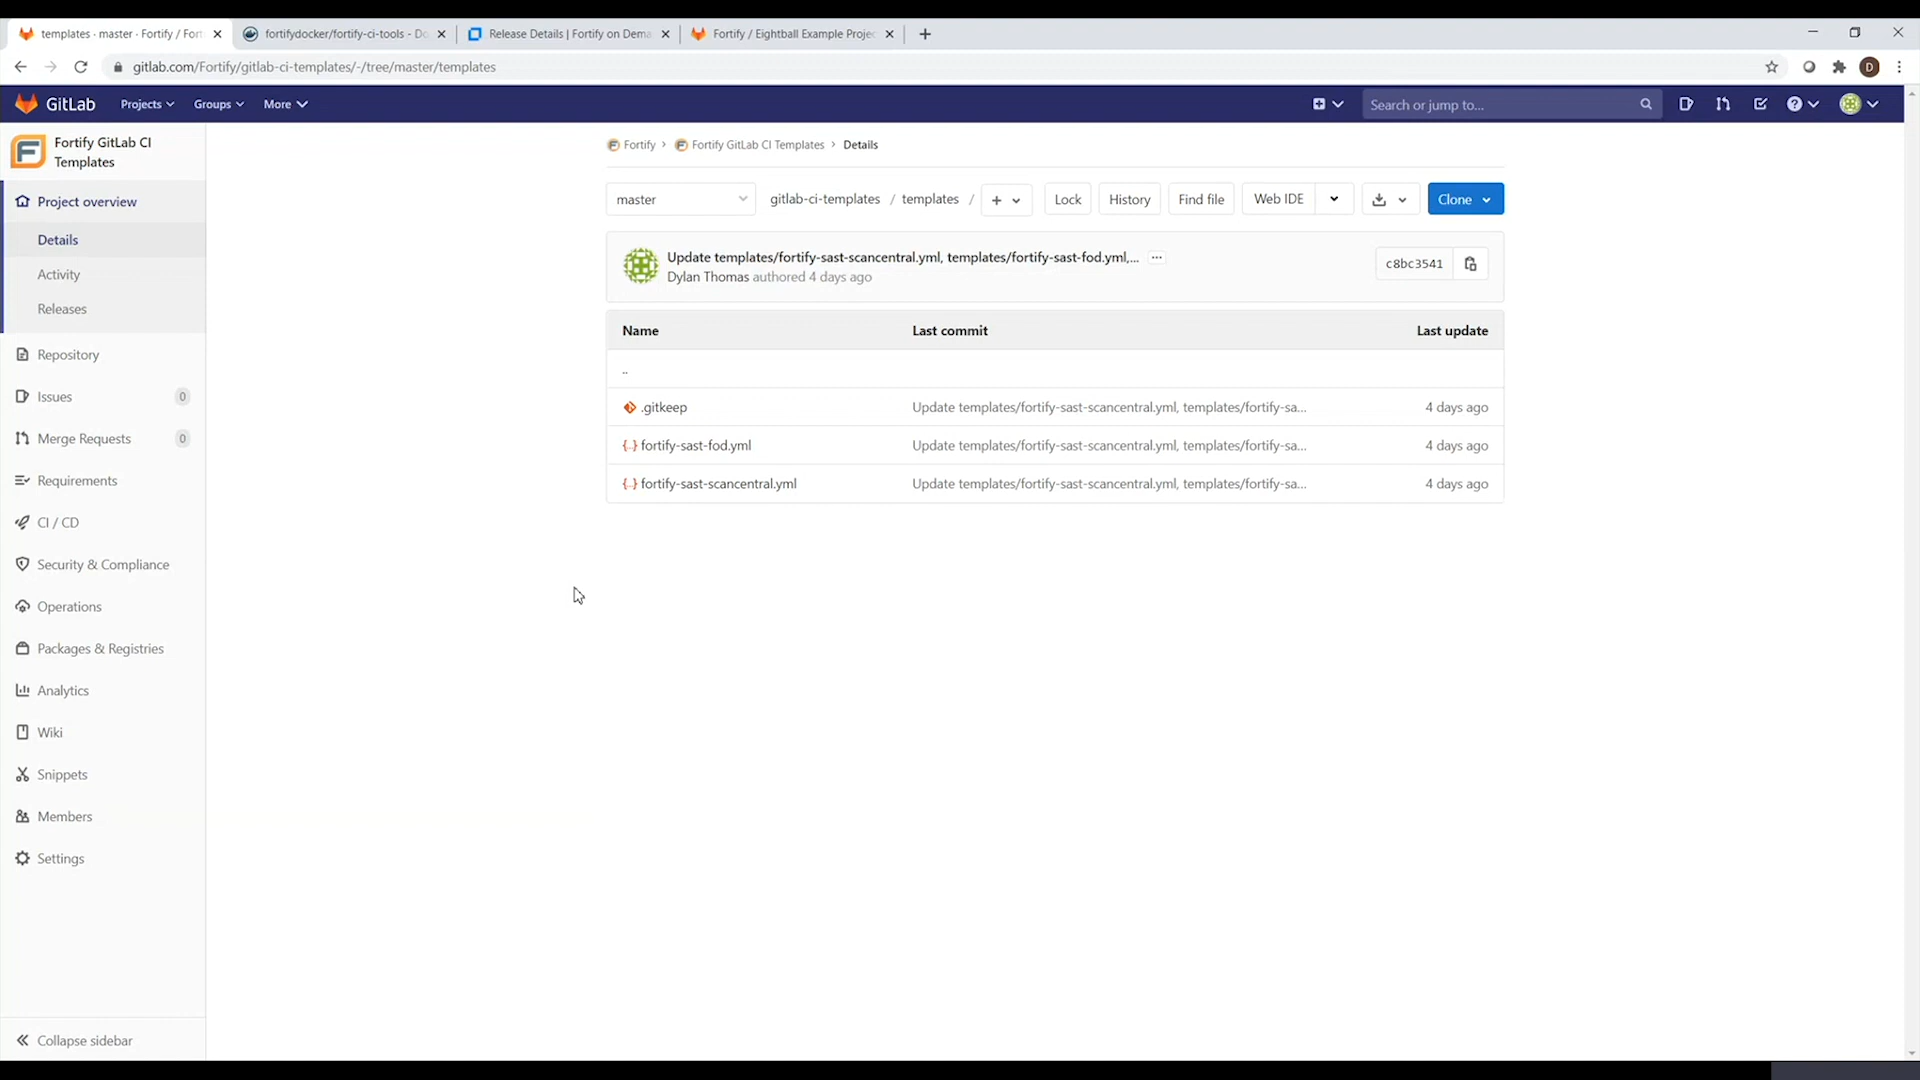 templates · master · Fortify / Fort
fortifydocker/fortify-ci-tools - Do
Release Details | Fortify on Dema
Fortify / Eightball Example Projec
gitlab.com/Fortify/gitlab-ci-templates/-/tree/master/templates
D
GitLab
Projects
Groups
More
Search or jump to...
Fortify GitLab CI
Templates
Project overview
Details
Activity
Releases
Repository
Issues 0
Merge Requests 0
Requirements
CI / CD
Security & Compliance
Operations
Packages & Registries
Analytics
Wiki
Snippets
Members
Settings
Collapse sidebar
Fortify › Fortify GitLab CI Templates › Details
master
gitlab-ci-templates / templates /
Lock
History
Find file
Web IDE
Clone
Update templates/fortify-sast-scancentral.yml, templates/fortify-sast-fod.yml,...
Dylan Thomas authored 4 days ago
c8bc3541
Name Last commit Last update
..
.gitkeep Update templates/fortify-sast-scancentral.yml, templates/fortify-sa... 4 days ago
fortify-sast-fod.yml Update templates/fortify-sast-scancentral.yml, templates/fortify-sa... 4 days ago
fortify-sast-scancentral.yml Update templates/fortify-sast-scancentral.yml, templates/fortify-sa... 4 days ago